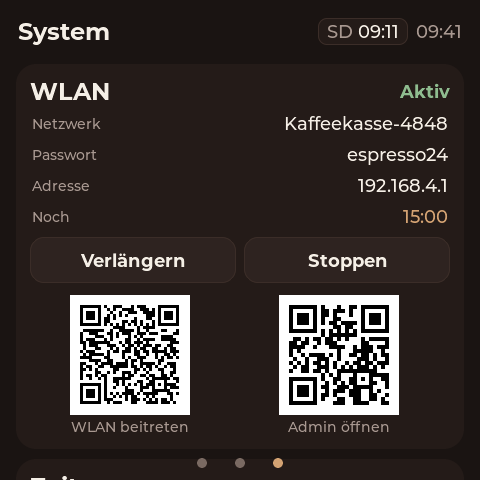 System SD 09:11 09:41
WLAN Aktiv
Netzwerk Kaffeekasse-4848
Passwort espresso24
Adresse 192.168.4.1
Noch 15:00
Verlängern Stoppen
WLAN beitreten Admin öffnen